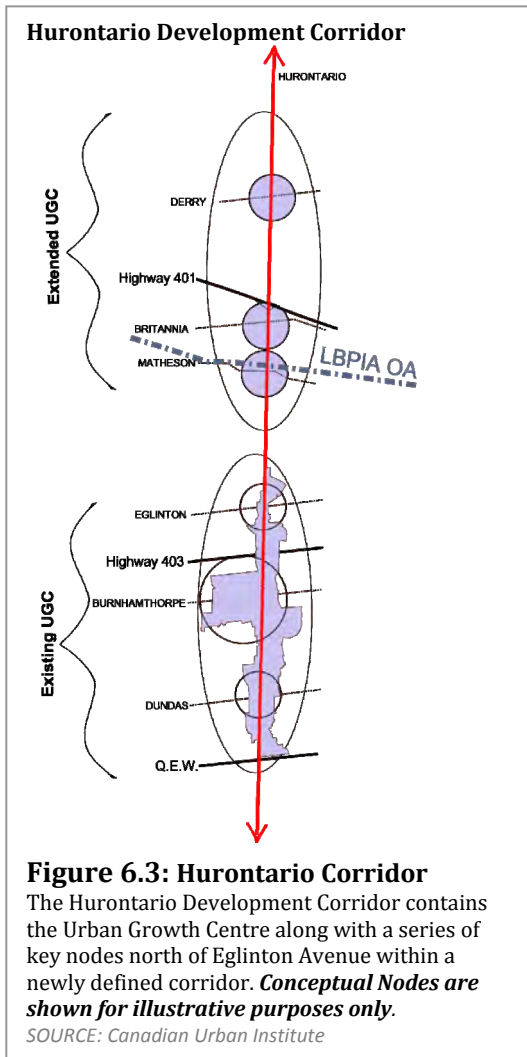 Hurontario Development Corridor
HURONTARIO
Extended UGC
DERRY
Highway 401
BRITANNIA
MATHESON
LBPIA OA
Existing UGC
EGLINTON
Highway 403
BURNHAMTHORPE
DUNDAS
Q.E.W.
Figure 6.3: Hurontario Corridor
The Hurontario Development Corridor contains
the Urban Growth Centre along with a series of
key nodes north of Eglinton Avenue within a
newly defined corridor. Conceptual Nodes are
shown for illustrative purposes only.
SOURCE: Canadian Urban Institute